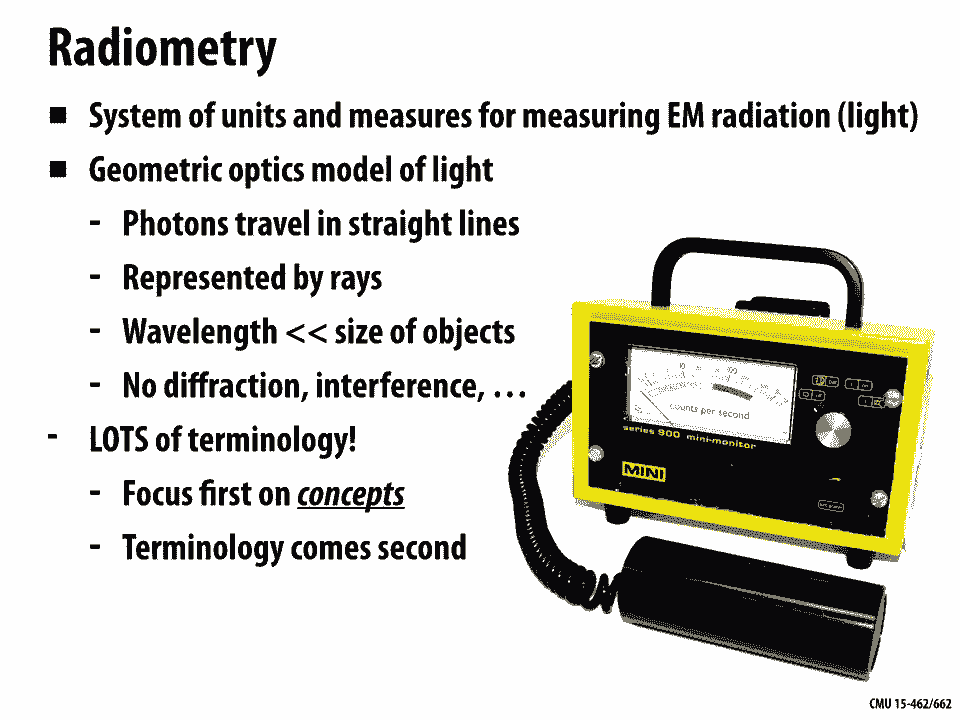 Radiometry
■ System of units and measures for measuring EM radiation (light)
■ Geometric optics model of light
- Photons travel in straight lines
- Represented by rays
- Wavelength << size of objects
- No diffraction, interference, …
- LOTS of terminology!
- Focus first on concepts
- Terminology comes second
counts per second
series 900 mini-monitor
MINI
CMU 15-462/662